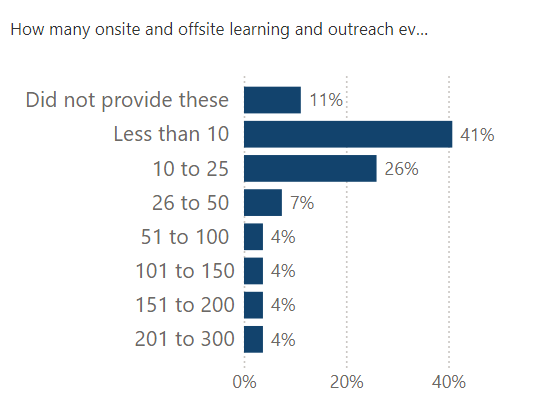 How many onsite and offsite learning and outreach ev...
Did not provide these 11%
Less than 10 41%
10 to 25 26%
26 to 50 7%
51 to 100 4%
101 to 150 4%
151 to 200 4%
201 to 300 4%
0% 20% 40%